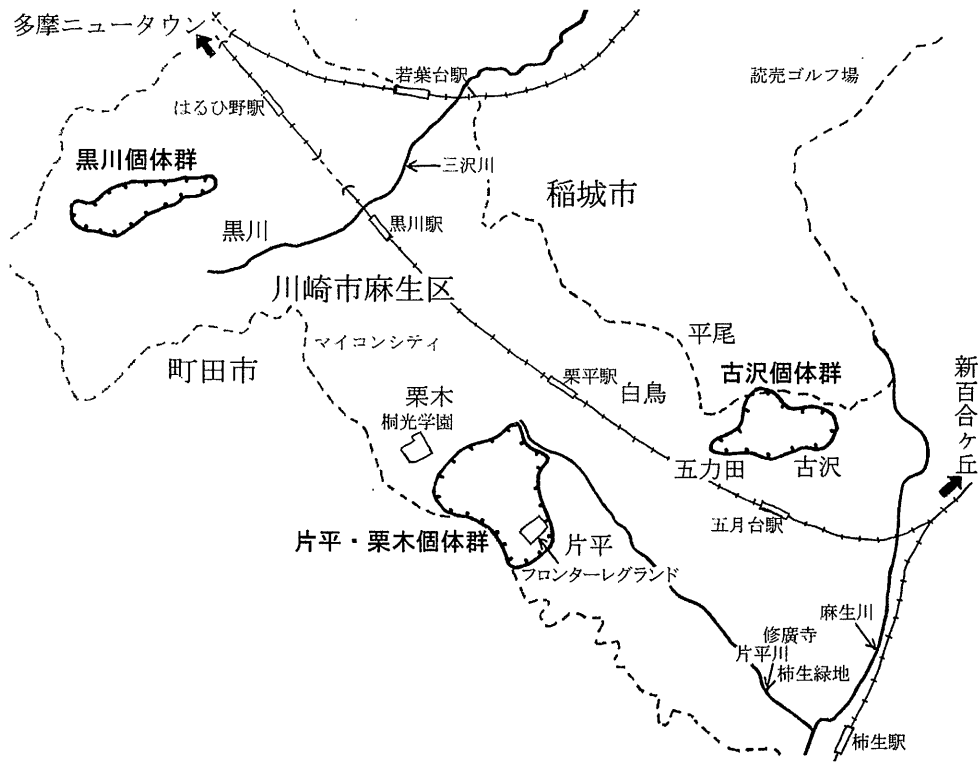 多摩ニュータウン
若葉台駅
読売ゴルフ場
はるひ野駅
黒川個体群
三沢川
稲城市
黒川
黒川駅
川崎市麻生区
マイコンシティ
平尾
町田市
栗平駅
白鳥
古沢個体群
新百合ヶ丘
栗木
桐光学園
五力田
古沢
五月台駅
片平・栗木個体群
片平
フロンターレグランド
麻生川
修廣寺
片平川
柿生緑地
柿生駅